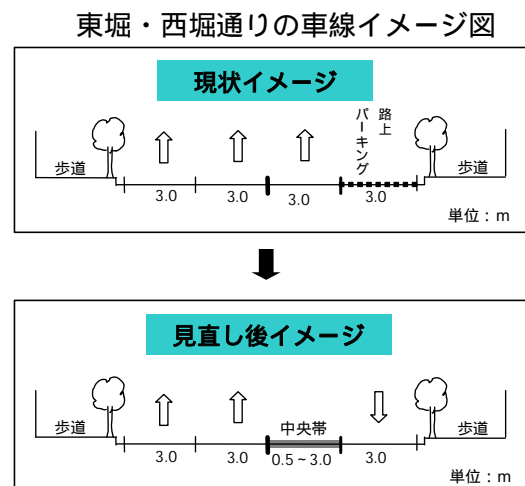 東堀・西堀通りの車線イメージ図
現状イメージ
路上
パーキング
歩道
歩道
3.0
3.0
3.0
3.0
単位：m
見直し後イメージ
歩道
中央帯
歩道
3.0
3.0
0.5～3.0
3.0
単位：m